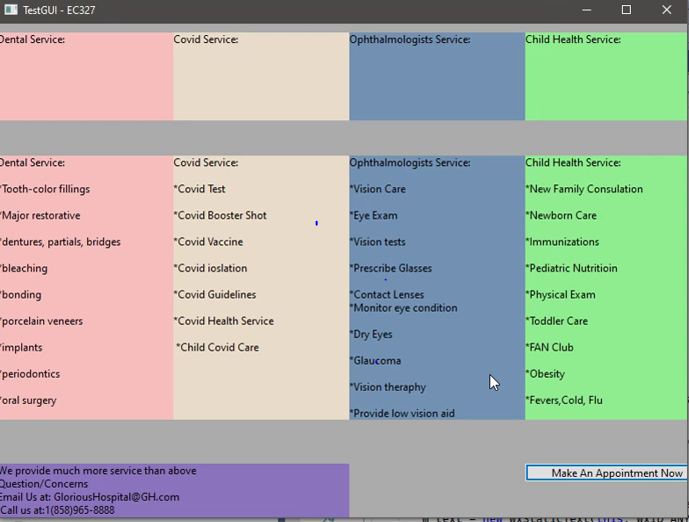 TestGUI - EC327
Dental Service:
Covid Service:
Ophthalmologists Service:
Child Health Service:
Dental Service:
*Tooth-color fillings
*Major restorative
*dentures, partials, bridges
*bleaching
*bonding
*porcelain veneers
*implants
*periodontics
*oral surgery
Covid Service:
*Covid Test
*Covid Booster Shot
*Covid Vaccine
*Covid ioslation
*Covid Guidelines
*Covid Health Service
*Child Covid Care
Ophthalmologists Service:
*Vision Care
*Eye Exam
*Vision tests
*Prescribe Glasses
*Contact Lenses
*Monitor eye condition
*Dry Eyes
*Glaucoma
*Vision theraphy
*Provide low vision aid
Child Health Service:
*New Family Consulation
*Newborn Care
*Immunizations
*Pediatric Nutritioin
*Physical Exam
*Toddler Care
*FAN Club
*Obesity
*Fevers,Cold, Flu
We provide much more service than above
Question/Concerns
Email Us at: GloriousHospital@GH.com
Call us at:1(858)965-8888
Make An Appointment Now